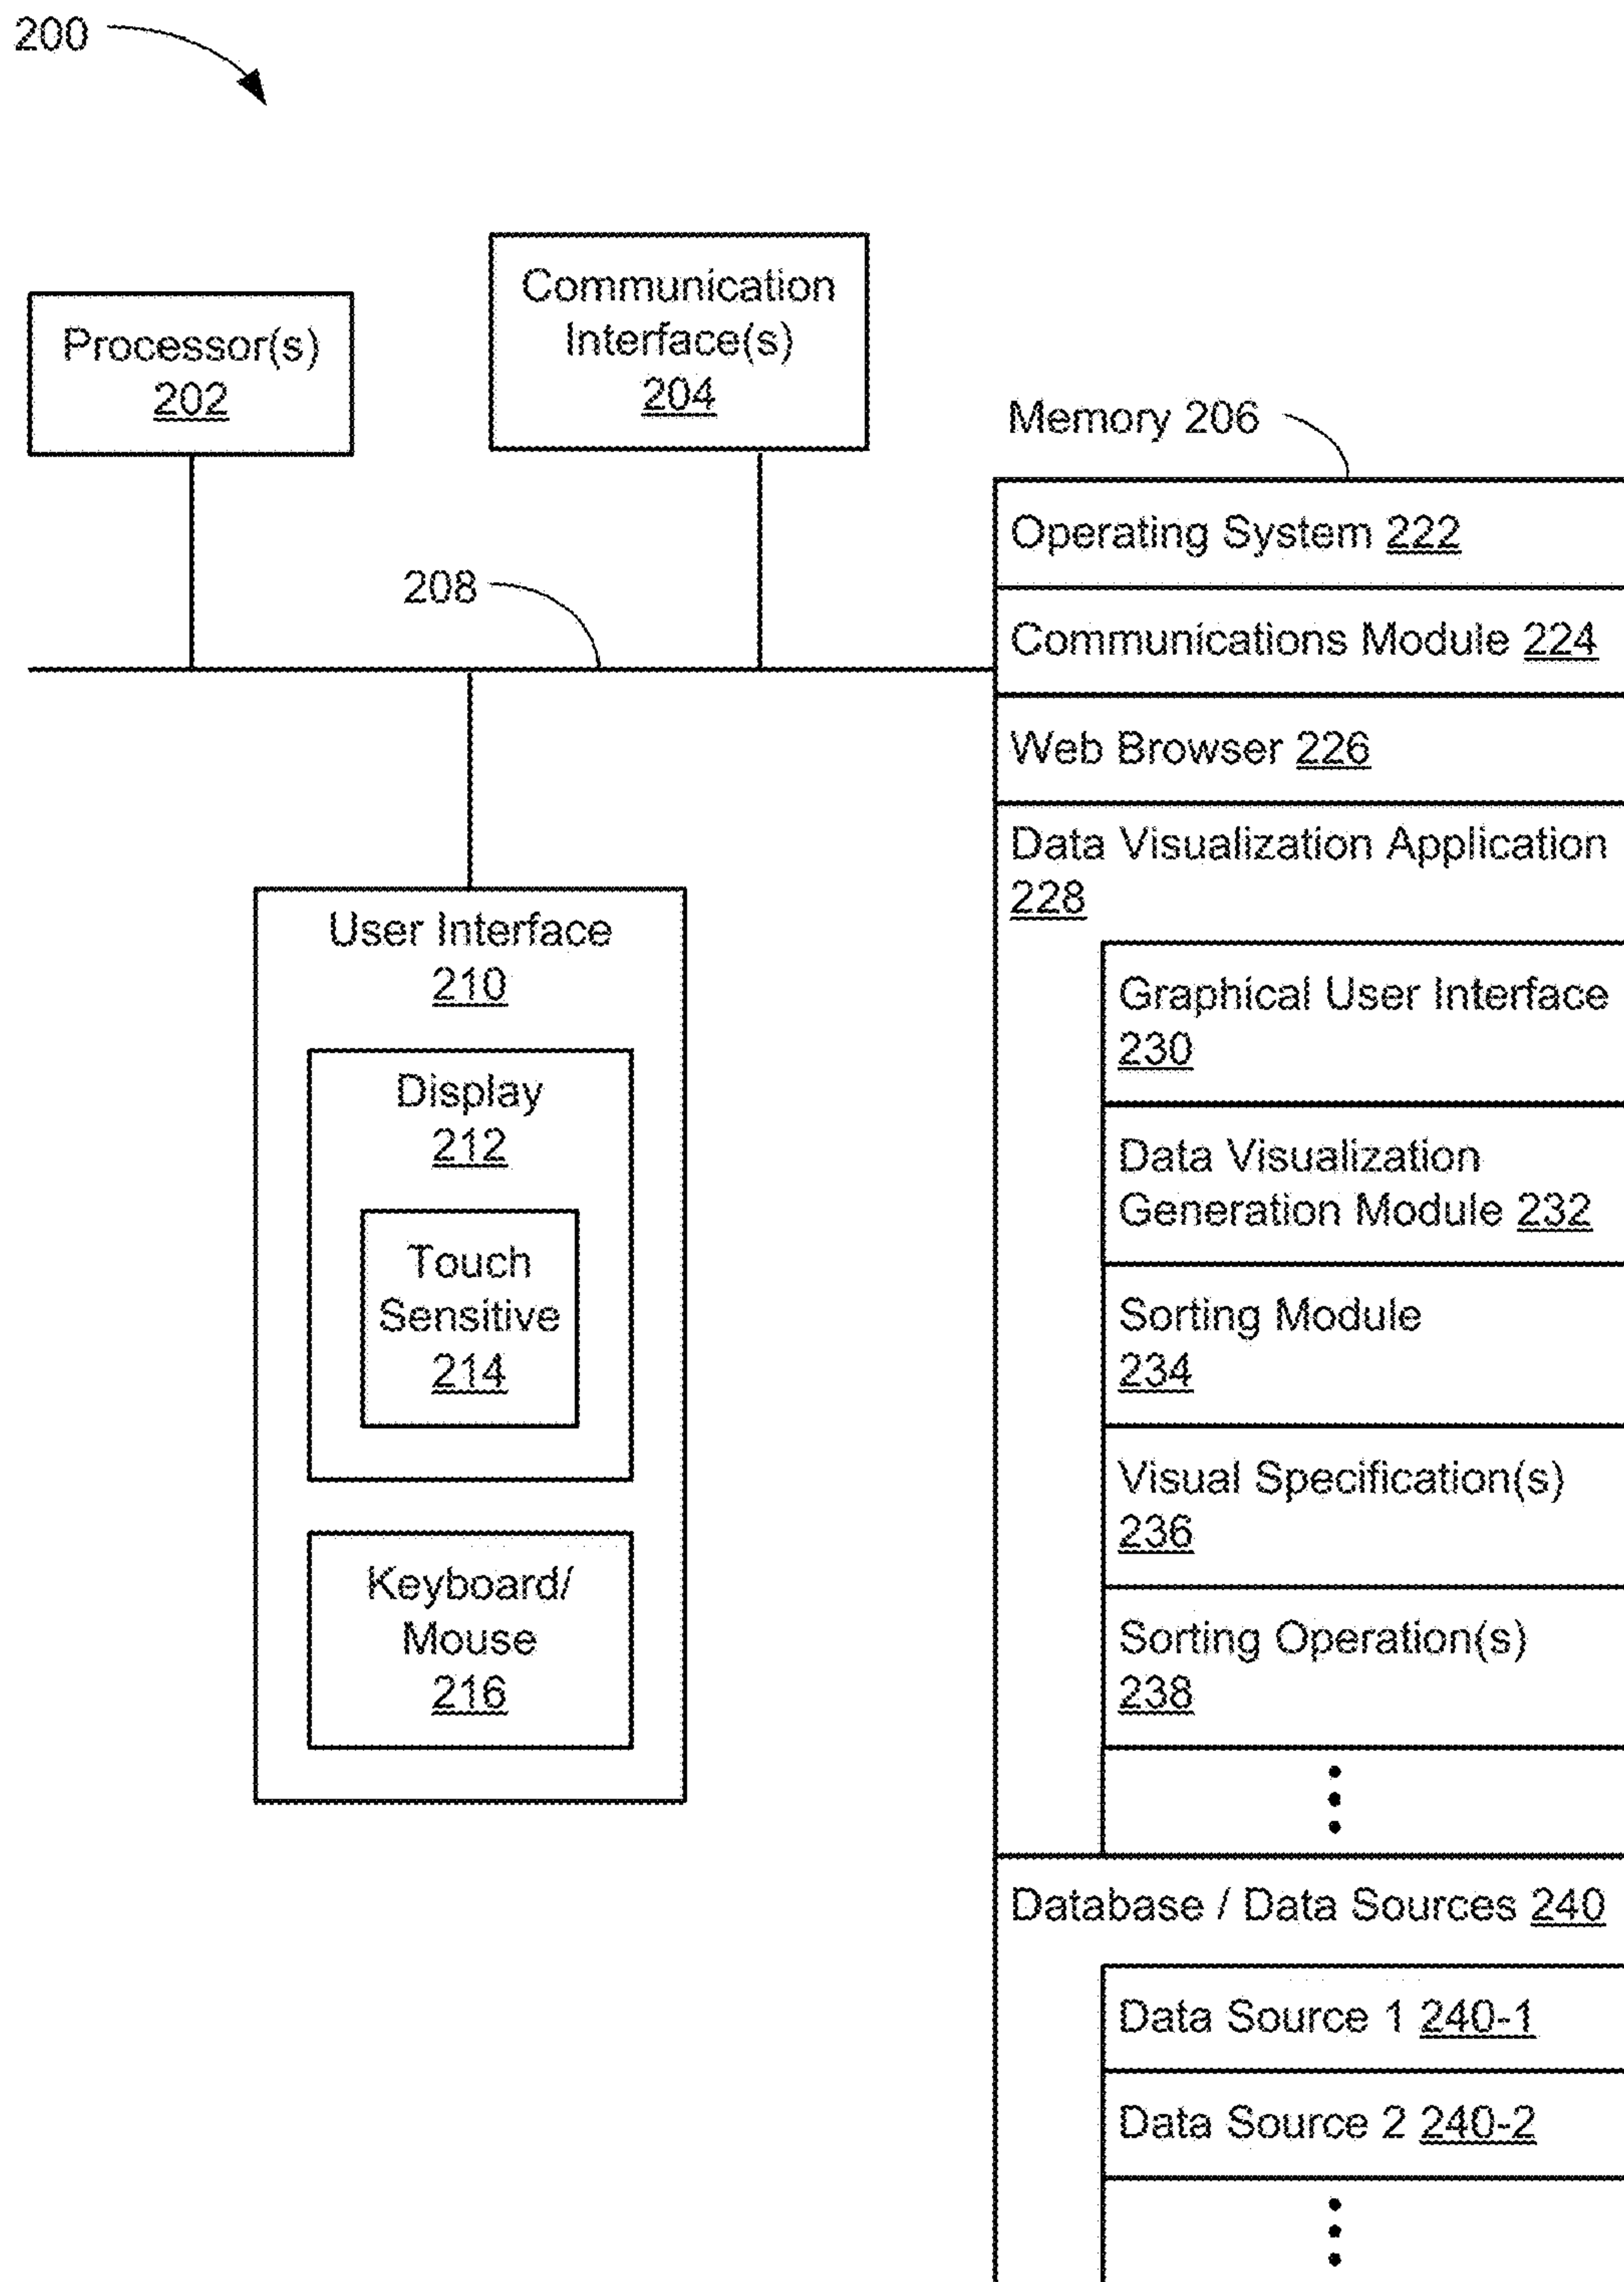 200
Processor(s)
202
Communication
Interface(s)
204
208
User Interface
210
Display
212
Touch
Sensitive
214
Keyboard/
Mouse
216
Memory 206
Operating System 222
Communications Module 224
Web Browser 226
Data Visualization Application
228
Graphical User Interface
230
Data Visualization
Generation Module 232
Sorting Module
234
Visual Specification(s)
236
Sorting Operation(s)
238
Database / Data Sources 240
Data Source 1 240-1
Data Source 2 240-2